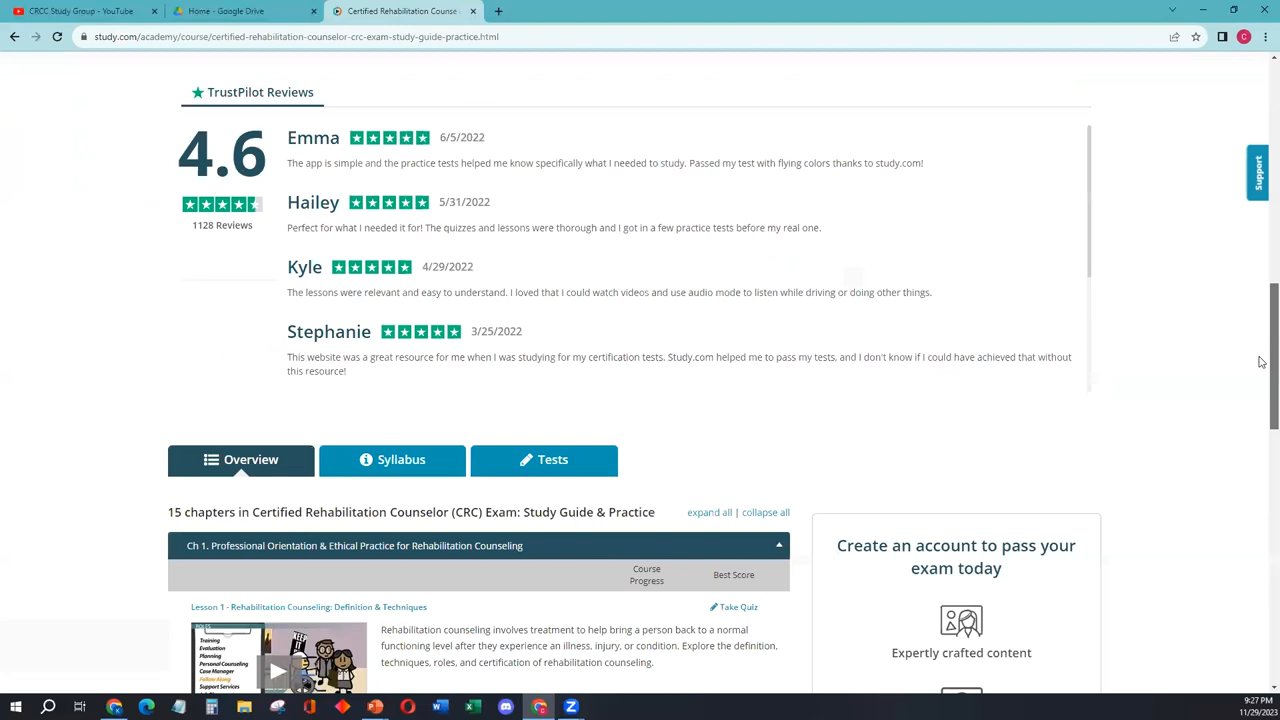 CRCC Study Group - YouTube
Home - Google Drive
Certified Rehabilitation Counse
study.com/academy/course/certified-rehabilitation-counselor-crc-exam-study-guide-practice.html
C
TrustPilot Reviews
4.6
1128 Reviews
Emma 6/5/2022
The app is simple and the practice tests helped me know specifically what I needed to study. Passed my test with flying colors thanks to study.com!
Hailey 5/31/2022
Perfect for what I needed it for! The quizzes and lessons were thorough and I got in a few practice tests before my real one.
Kyle 4/29/2022
The lessons were relevant and easy to understand. I loved that I could watch videos and use audio mode to listen while driving or doing other things.
Stephanie 3/25/2022
This website was a great resource for me when I was studying for my certification tests. Study.com helped me to pass my tests, and I don't know if I could have achieved that without
this resource!
Support
Overview
Syllabus
Tests
15 chapters in Certified Rehabilitation Counselor (CRC) Exam: Study Guide & Practice
expand all | collapse all
Ch 1. Professional Orientation & Ethical Practice for Rehabilitation Counseling
Course
Progress
Best Score
Lesson 1 - Rehabilitation Counseling: Definition & Techniques
Take Quiz
Rehabilitation counseling involves treatment to help bring a person back to a normal
functioning level after they experience an illness, injury, or condition. Explore the definition,
techniques, roles, and certification of rehabilitation counseling.
Training
Evaluation
Planning
Personal Counseling
Case Manager
Follow Along
Support Services
Create an account to pass your
exam today
Expertly crafted content
9:27 PM
11/29/2023